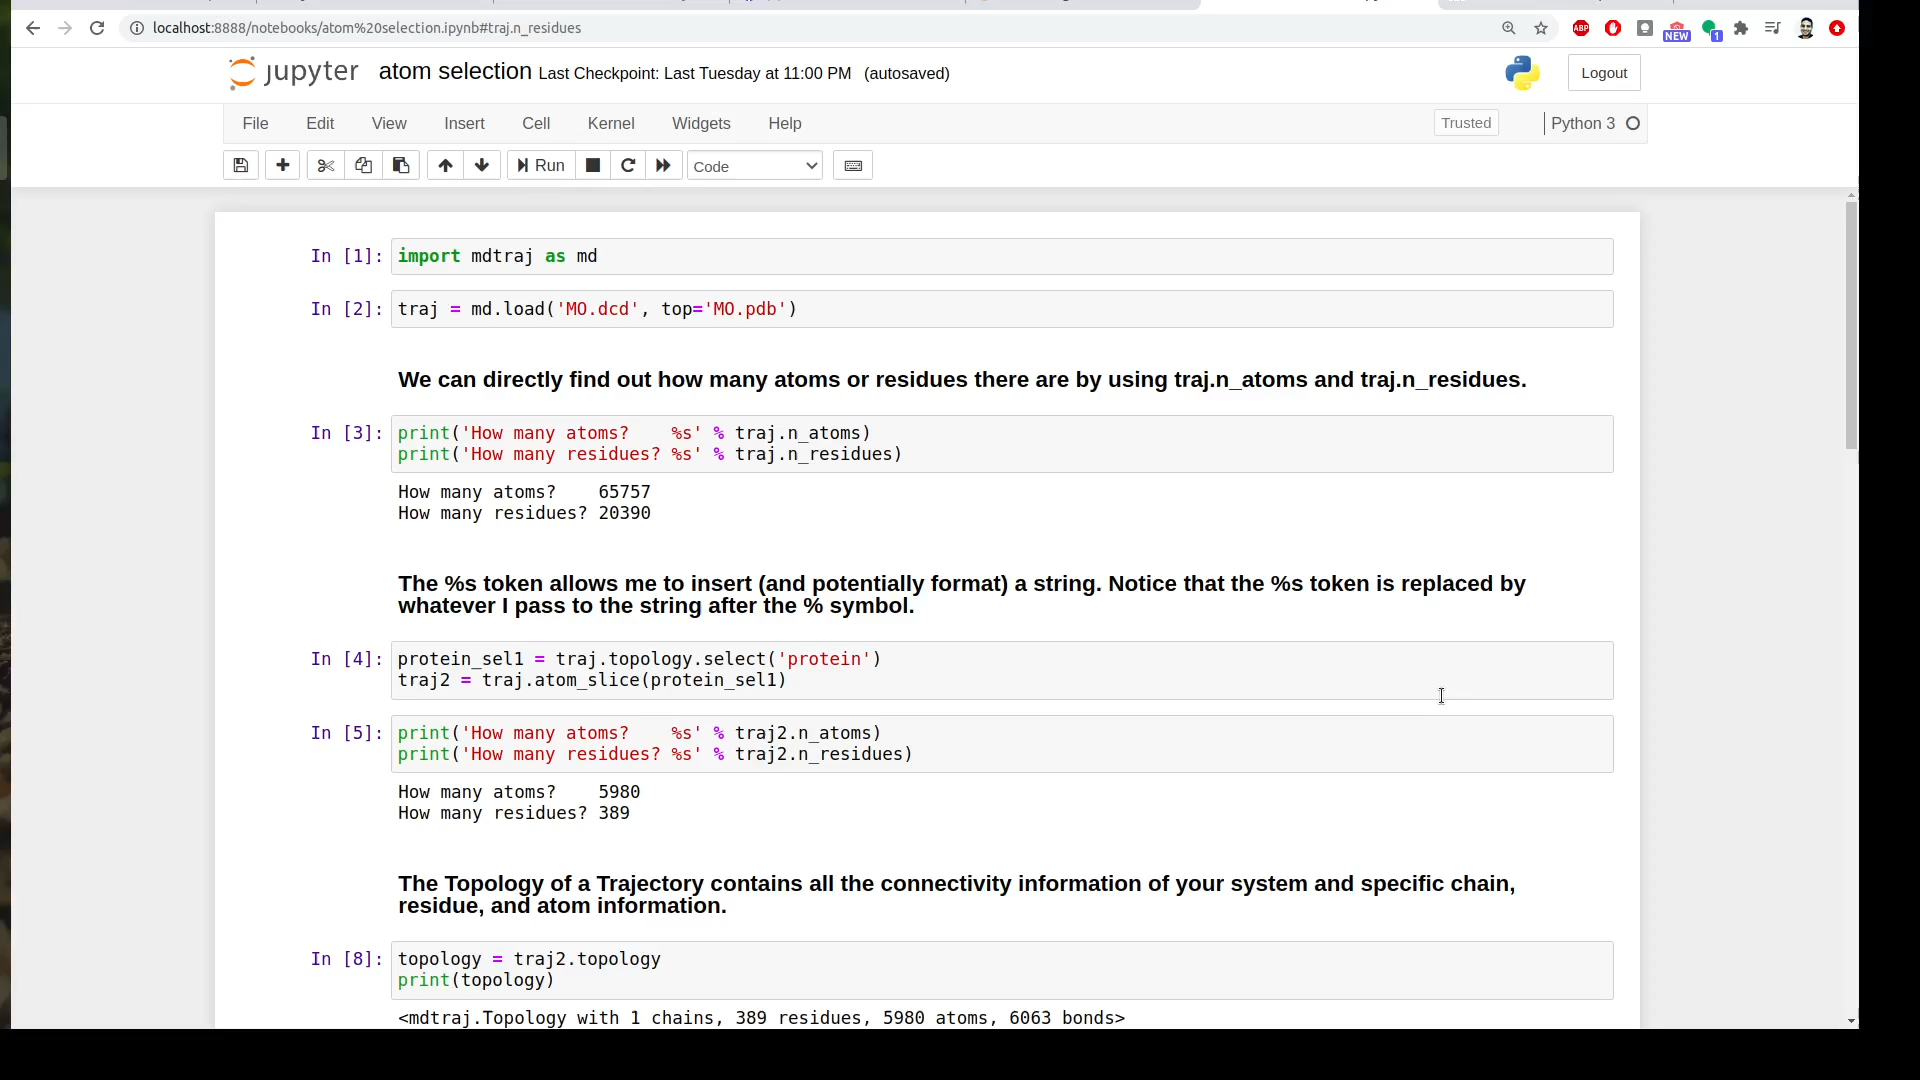 localhost:8888/notebooks/atom%20selection.ipynb#traj.n_residues
ABP
NEW
1
jupyter atom selection Last Checkpoint: Last Tuesday at 11:00 PM (autosaved)
Logout
File Edit View Insert Cell Kernel Widgets Help
Trusted
Python 3
Run
Code
In [1]: import mdtraj as md
In [2]: traj = md.load('MO.dcd', top='MO.pdb')
We can directly find out how many atoms or residues there are by using traj.n_atoms and traj.n_residues.
In [3]: print('How many atoms?    %s' % traj.n_atoms)
print('How many residues? %s' % traj.n_residues)
How many atoms?    65757
How many residues? 20390
The %s token allows me to insert (and potentially format) a string. Notice that the %s token is replaced by
whatever I pass to the string after the % symbol.
In [4]: protein_sel1 = traj.topology.select('protein')
traj2 = traj.atom_slice(protein_sel1)
In [5]: print('How many atoms?    %s' % traj2.n_atoms)
print('How many residues? %s' % traj2.n_residues)
How many atoms?    5980
How many residues? 389
The Topology of a Trajectory contains all the connectivity information of your system and specific chain,
residue, and atom information.
In [8]: topology = traj2.topology
print(topology)
<mdtraj.Topology with 1 chains, 389 residues, 5980 atoms, 6063 bonds>